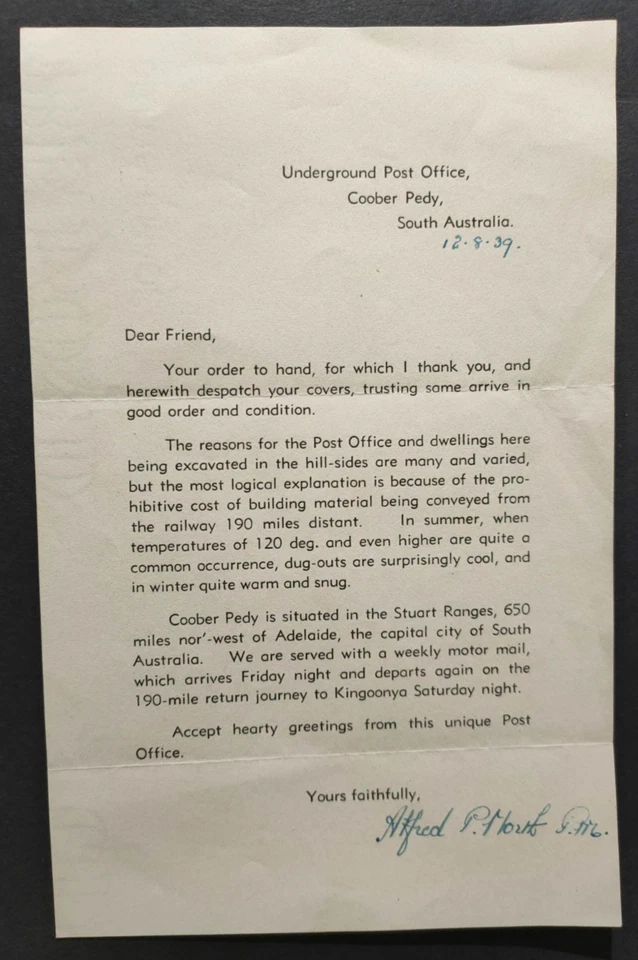 Underground Post Office,
Coober Pedy,
South Australia.
12·8·39.
Dear Friend,
Your order to hand, for which I thank you, and
herewith despatch your covers, trusting same arrive in
good order and condition.
The reasons for the Post Office and dwellings here
being excavated in the hill-sides are many and varied,
but the most logical explanation is because of the pro-
hibitive cost of building material being conveyed from
the railway 190 miles distant. In summer, when
temperatures of 120 deg. and even higher are quite a
common occurrence, dug-outs are surprisingly cool, and
in winter quite warm and snug.
Coober Pedy is situated in the Stuart Ranges, 650
miles nor'-west of Adelaide, the capital city of South
Australia. We are served with a weekly motor mail,
which arrives Friday night and departs again on the
190-mile return journey to Kingoonya Saturday night.
Accept hearty greetings from this unique Post
Office.
Yours faithfully,
Alfred P. North P.M.